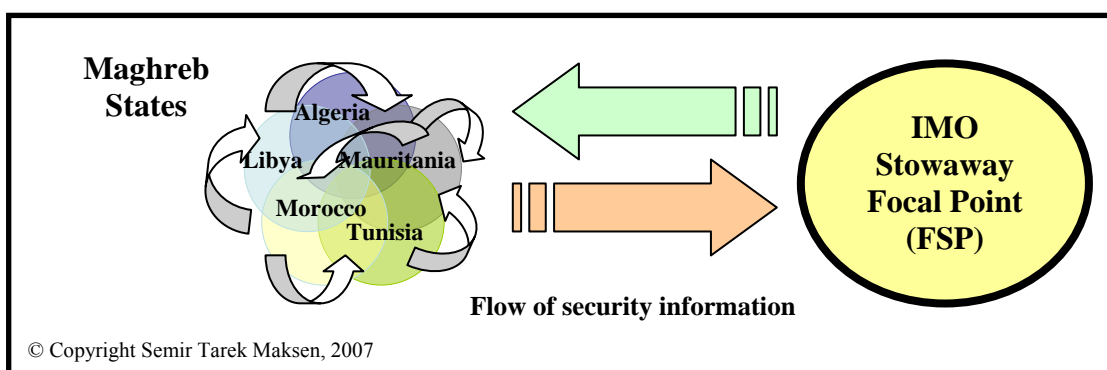 Maghreb
States
Algeria
Libya
Mauritania
Morocco
Tunisia
IMO
Stowaway
Focal Point
(FSP)
Flow of security information
© Copyright Semir Tarek Maksen, 2007